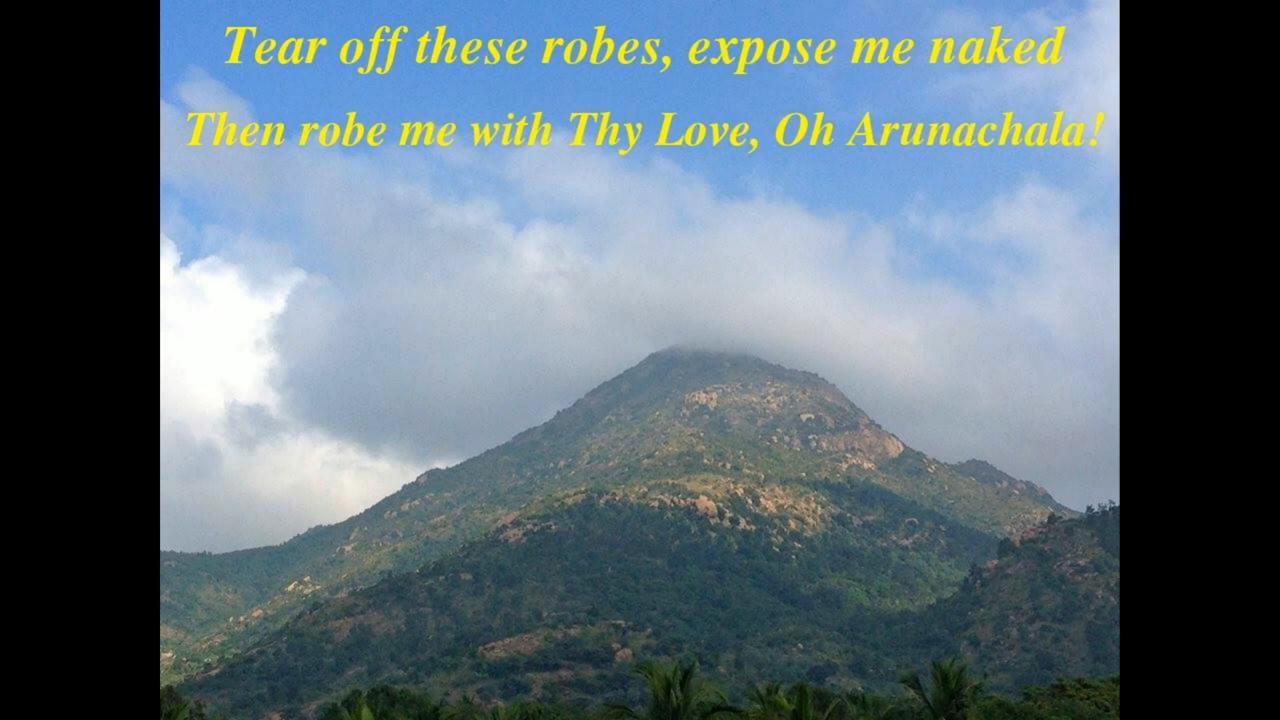 Tear off these robes, expose me naked
Then robe me with Thy Love, Oh Arunachala!